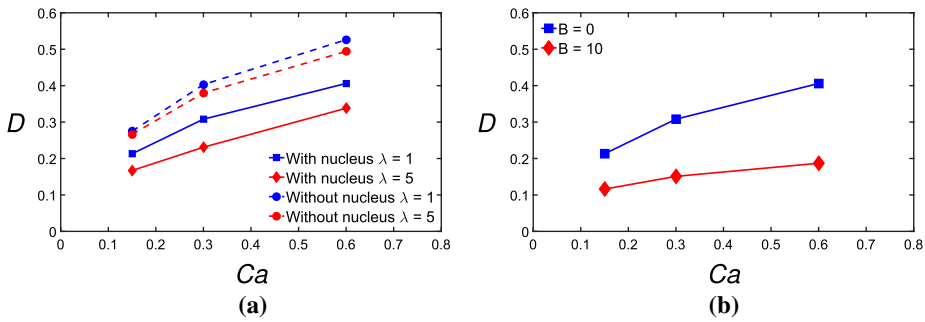 0.6
0.5
0.4
0.3
0.2
0.1
0
D
With nucleus λ = 1
With nucleus λ = 5
Without nucleus λ = 1
Without nucleus λ = 5
0 0.1 0.2 0.3 0.4 0.5 0.6 0.7 0.8
Ca
(a)
0.6
0.5
0.4
0.3
0.2
0.1
0
D
B = 0
B = 10
0 0.1 0.2 0.3 0.4 0.5 0.6 0.7 0.8
Ca
(b)